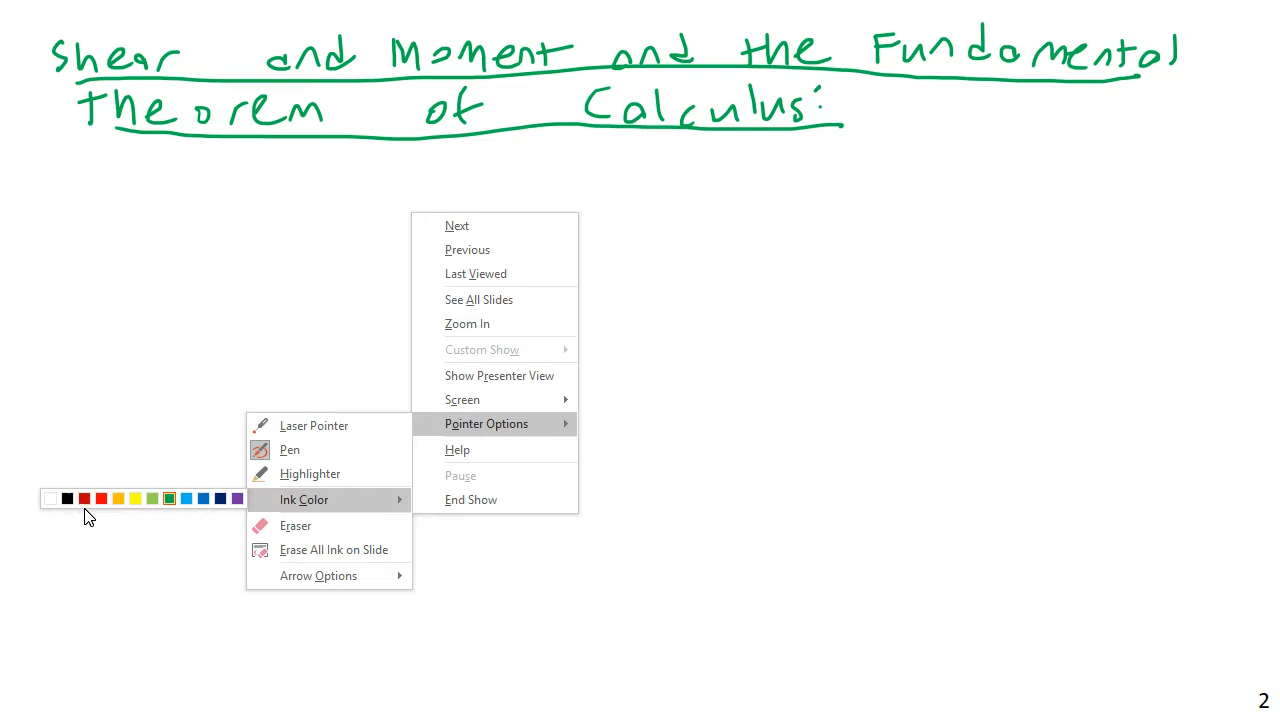 Shear and Moment and the Fundamental
Theorem of Calculus:
Next
Previous
Last Viewed
See All Slides
Zoom In
Custom Show
Show Presenter View
Screen
Pointer Options
Help
Pause
End Show
Laser Pointer
Pen
Highlighter
Ink Color
Eraser
Erase All Ink on Slide
Arrow Options
2